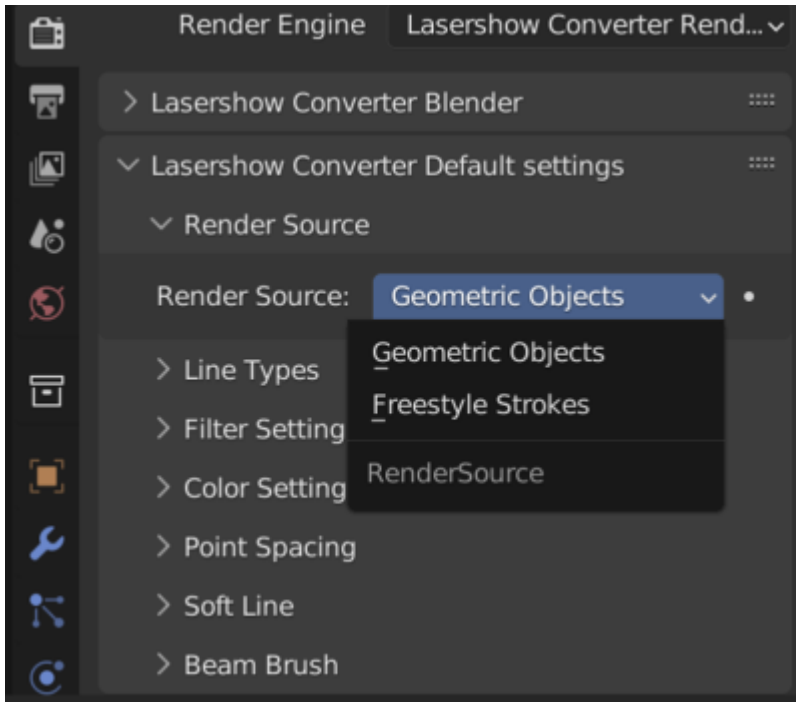 Render Engine Lasershow Converter Rend...
Lasershow Converter Blender
Lasershow Converter Default settings
Render Source
Render Source: Geometric Objects
Geometric Objects
Line Types
Freestyle Strokes
Filter Setting
RenderSource
Color Setting
Point Spacing
Soft Line
Beam Brush